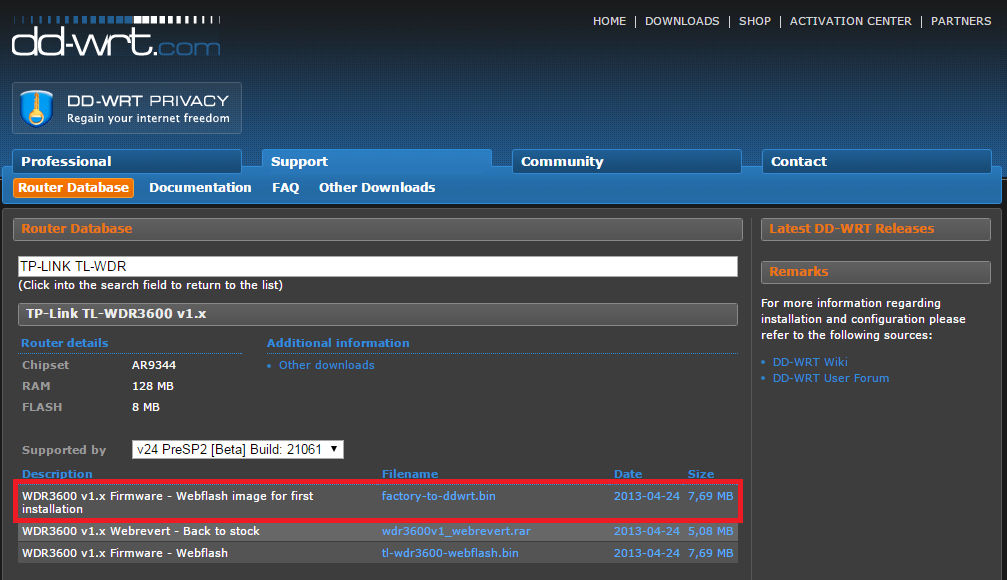 HOME | DOWNLOADS | SHOP | ACTIVATION CENTER | PARTNERS
dd-wrt.com
DD-WRT PRIVACY
Regain your internet freedom
Professional Support Community Contact
Router Database Documentation FAQ Other Downloads
Router Database
TP-LINK TL-WDR
(Click into the search field to return to the list)
TP-Link TL-WDR3600 v1.x
Router details
Chipset AR9344
RAM 128 MB
FLASH 8 MB
Additional information
Other downloads
Supported by v24 PreSP2 [Beta] Build: 21061
Description Filename Date Size
WDR3600 v1.x Firmware - Webflash image for first factory-to-ddwrt.bin 2013-04-24 7,69 MB
installation
WDR3600 v1.x Webrevert - Back to stock wdr3600v1_webrevert.rar 2013-04-24 5,08 MB
WDR3600 v1.x Firmware - Webflash tl-wdr3600-webflash.bin 2013-04-24 7,69 MB
Latest DD-WRT Releases
Remarks
For more information regarding
installation and configuration please
refer to the following sources:
DD-WRT Wiki
DD-WRT User Forum